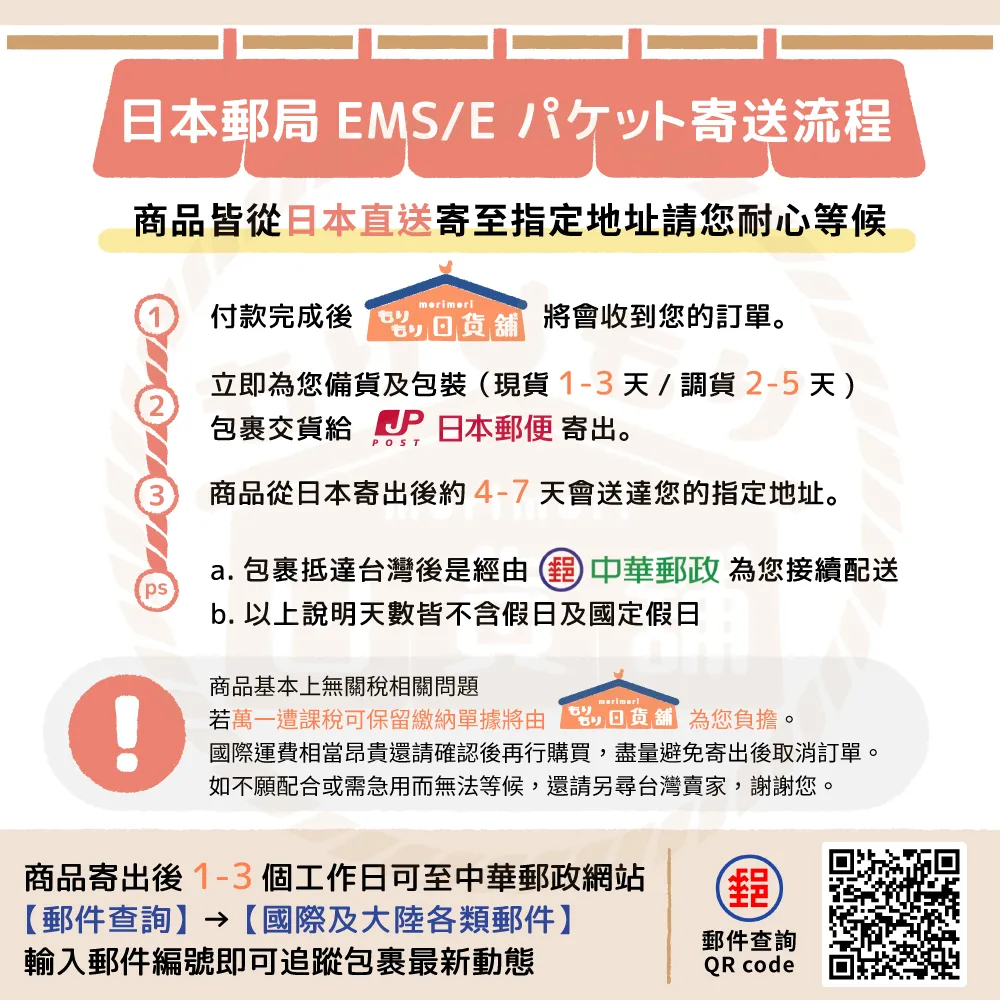 日本郵局 EMS/E パケット寄送流程
商品皆從日本直送寄至指定地址請您耐心等候
1 付款完成後 morimori もりもり日貨舖 將會收到您的訂單。
2 立即為您備貨及包裝（現貨 1-3 天 / 調貨 2-5 天）
包裹交貨給 JP POST 日本郵便 寄出。
3 商品從日本寄出後約 4-7 天會送達您的指定地址。
ps a. 包裹抵達台灣後是經由 中華郵政 為您接續配送
b. 以上說明天數皆不含假日及國定假日
商品基本上無關稅相關問題
若萬一遭課稅可保留繳納單據將由 morimori もりもり日貨舖 為您負擔。
國際運費相當昂貴還請確認後再行購買，盡量避免寄出後取消訂單。
如不願配合或需急用而無法等候，還請另尋台灣賣家，謝謝您。
商品寄出後 1-3 個工作日可至中華郵政網站
【郵件查詢】→【國際及大陸各類郵件】
輸入郵件編號即可追蹤包裹最新動態
郵件查詢
QR code